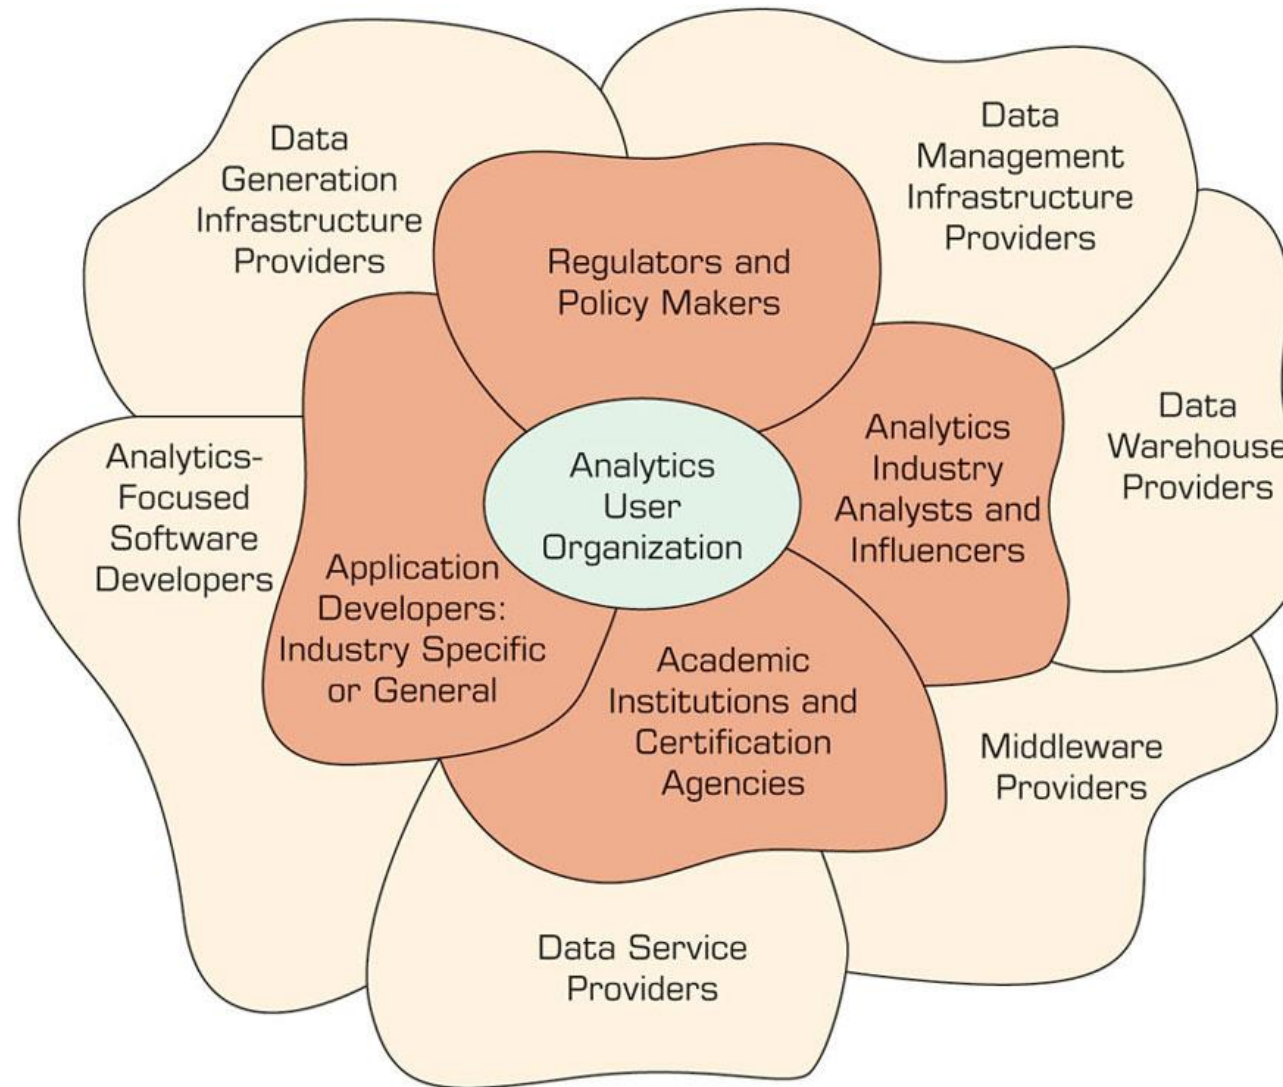 Data
Generation
Infrastructure
Providers
Data
Management
Infrastructure
Providers
Regulators and
Policy Makers
Data
Warehouse
Providers
Analytics
Industry
Analysts and
Influencers
Analytics-
Focused
Software
Developers
Analytics
User
Organization
Application
Developers:
Industry Specific
or General
Academic
Institutions and
Certification
Agencies
Middleware
Providers
Data Service
Providers